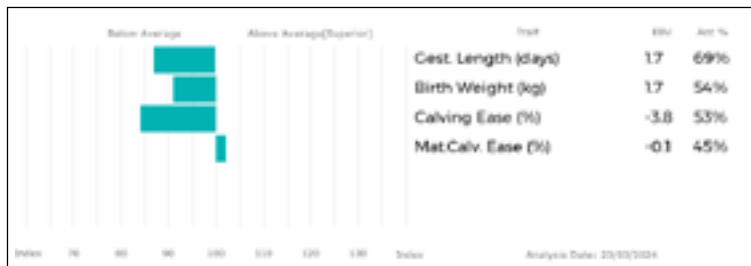 Below Average Above Average(Superior) Trait EBV Acc %
Gest. Length (days) 1.7 69%
Birth Weight (kg) 1.7 54%
Calving Ease (%) -3.8 53%
Mat.Calv. Ease (%) -0.1 45%
Index 70 80 90 100 110 120 130 Index Analysis Date: